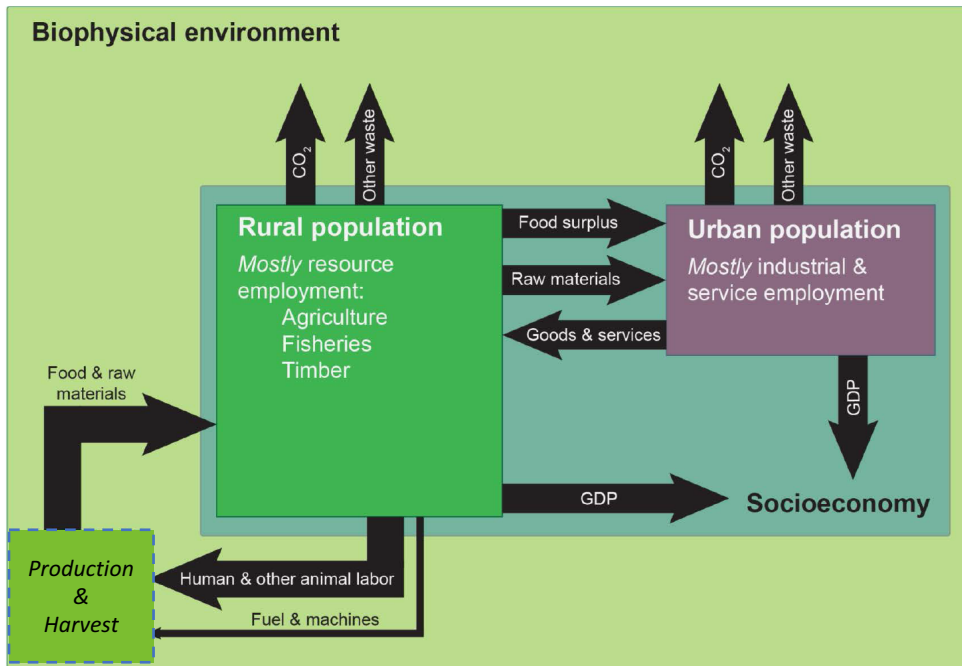 Biophysical environment
CO₂
Other waste
CO₂
Other waste
Rural population
Mostly resource
employment:
Agriculture
Fisheries
Timber
Food surplus
Raw materials
Goods & services
Urban population
Mostly industrial &
service employment
GDP
Food & raw
materials
GDP
Socioeconomy
Production
&
Harvest
Human & other animal labor
Fuel & machines